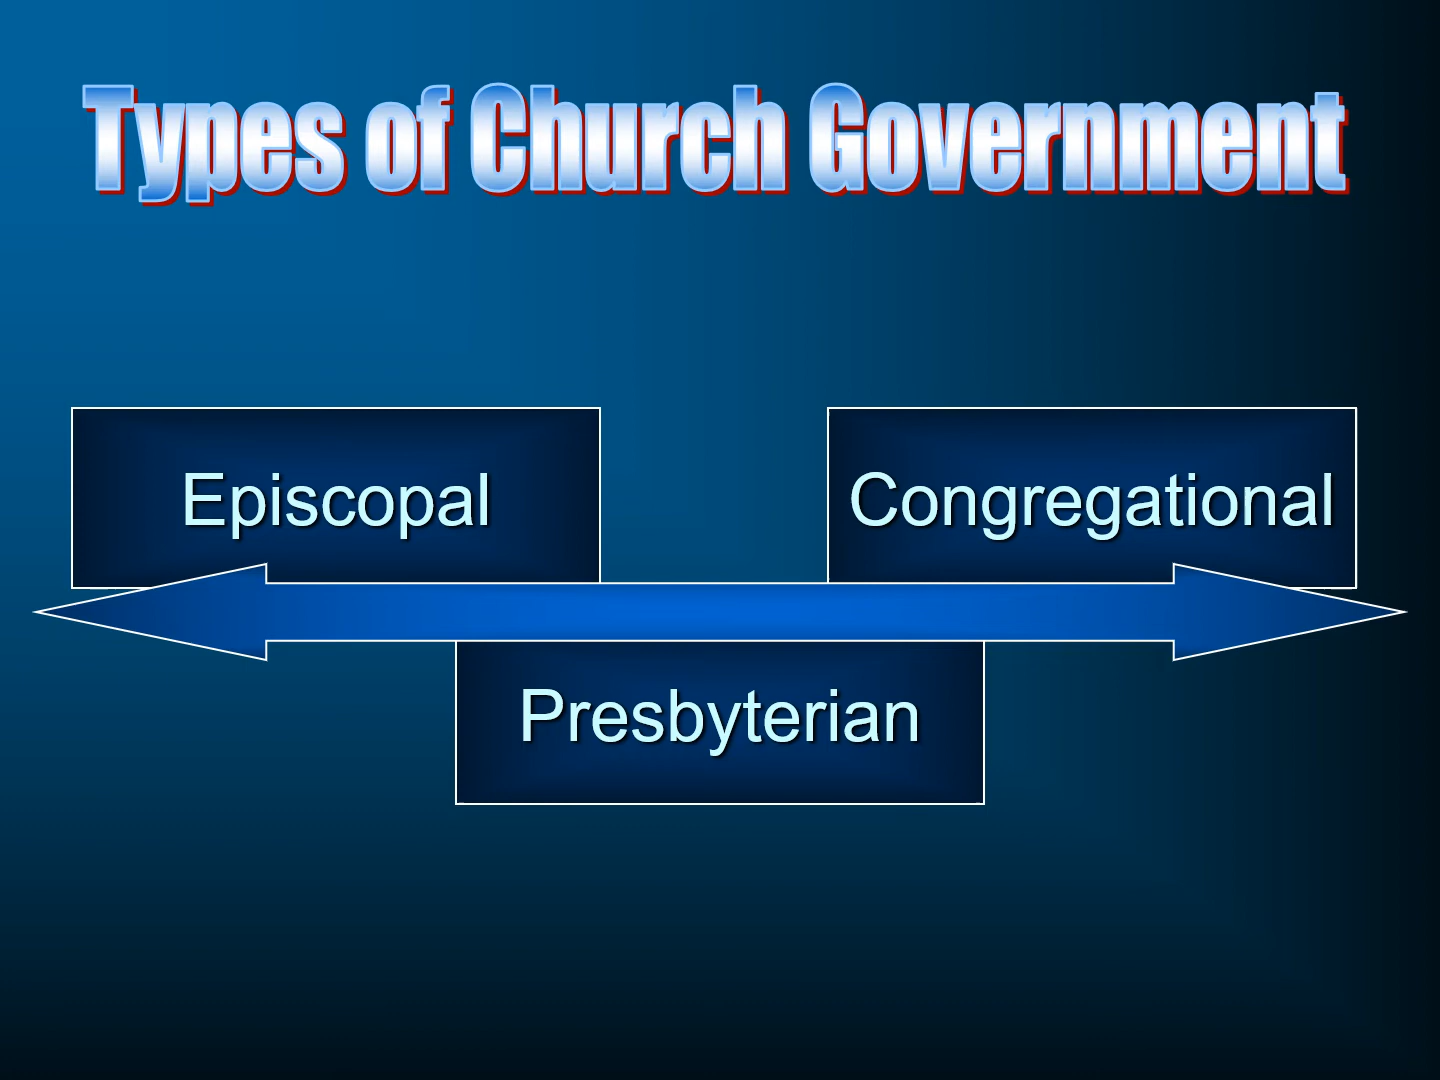 Types of Church Government
Episcopal
Congregational
Presbyterian